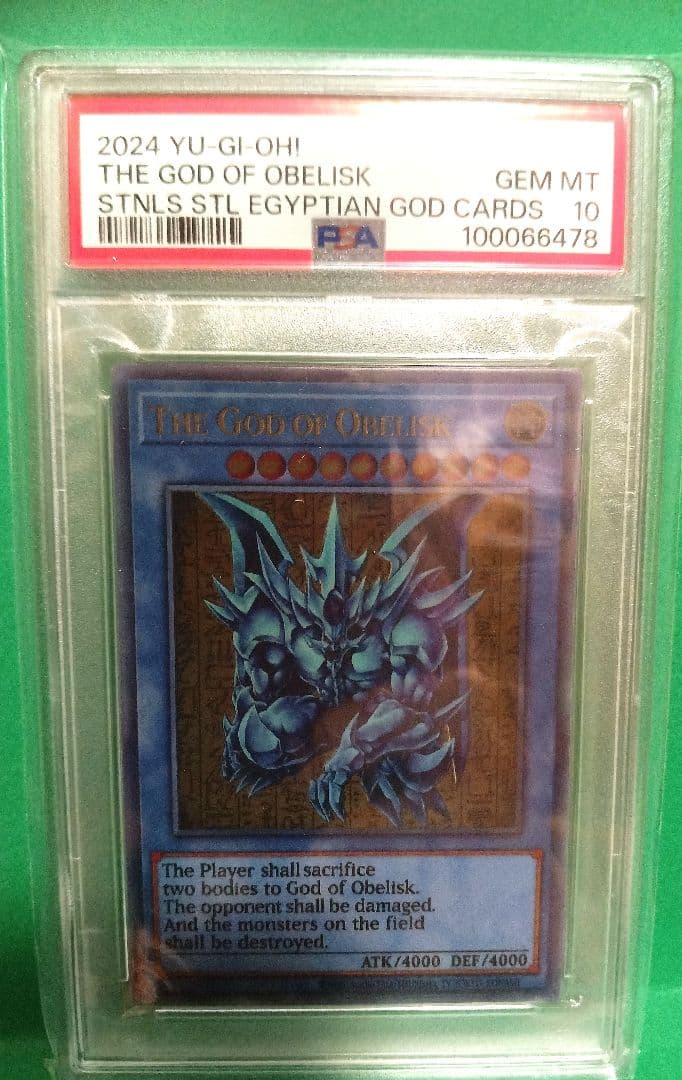 2024 YU-GI-OH!
THE GOD OF OBELISK GEM MT
STNLS STL EGYPTIAN GOD CARDS 10
PSA 100066478
THE GOD OF OBELISK
The Player shall sacrifice
two bodies to God of Obelisk.
The opponent shall be damaged.
And the monsters on the field
shall be destroyed.
ATK/4000 DEF/4000